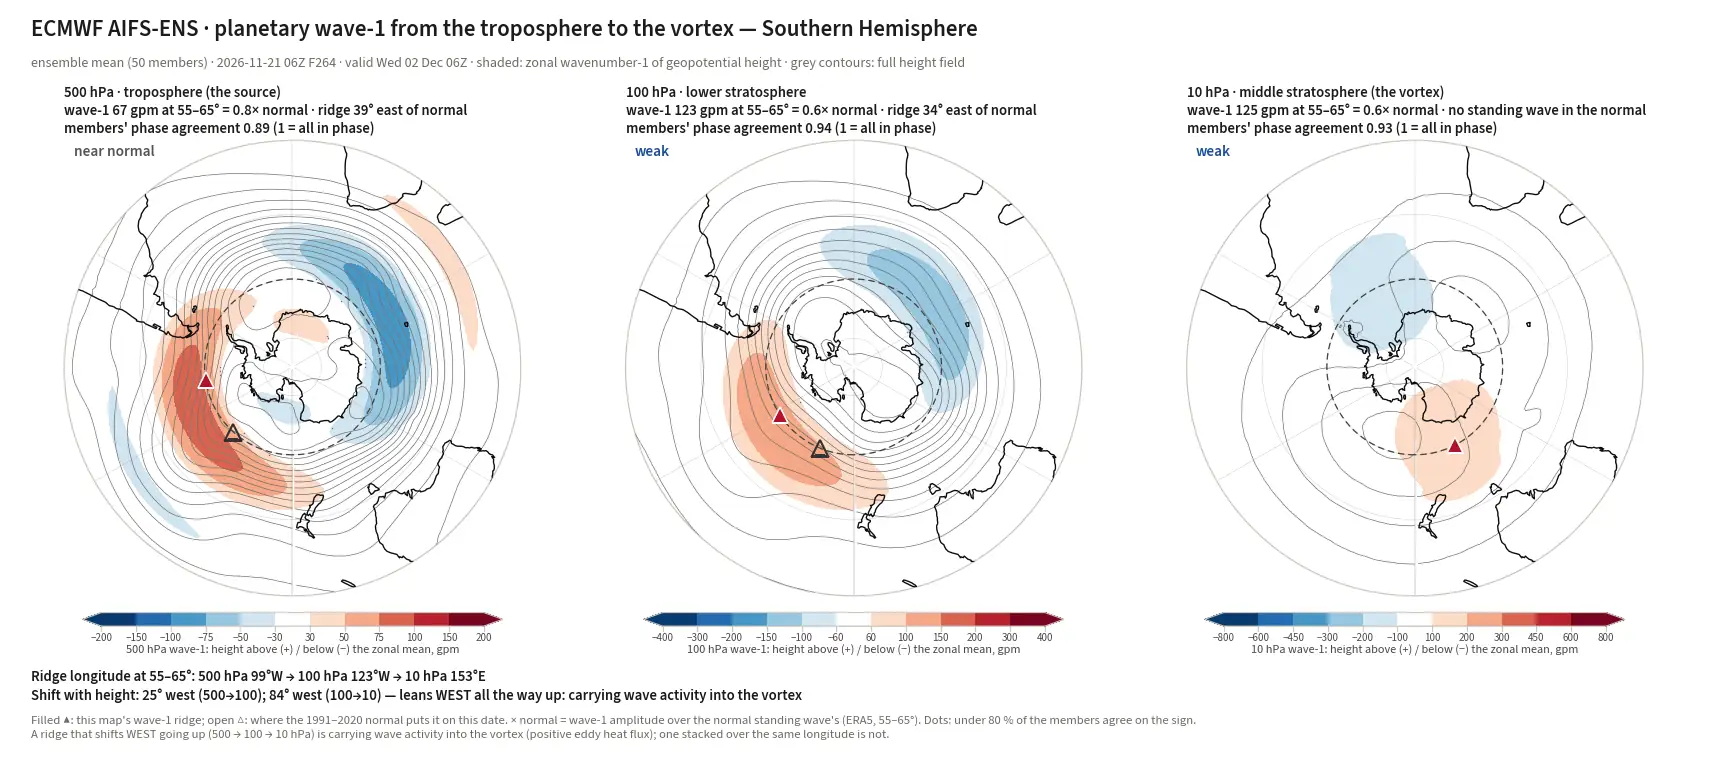 ECMWF AIFS-ENS · planetary wave-1 from the troposphere to the vortex — Southern Hemisphere
ensemble mean (50 members) · 2026-11-21 06Z F264 · valid Wed 02 Dec 06Z · shaded: zonal wavenumber-1 of geopotential height · grey contours: full height field
500 hPa · troposphere (the source)
wave-1 67 gpm at 55–65° = 0.8× normal · ridge 39° east of normal
members' phase agreement 0.89 (1 = all in phase)
near normal
100 hPa · lower stratosphere
wave-1 123 gpm at 55–65° = 0.6× normal · ridge 34° east of normal
members' phase agreement 0.94 (1 = all in phase)
weak
10 hPa · middle stratosphere (the vortex)
wave-1 125 gpm at 55–65° = 0.6× normal · no standing wave in the normal
members' phase agreement 0.93 (1 = all in phase)
weak
−200 −150 −100 −75 −50 −30 30 50 75 100 150 200
500 hPa wave-1: height above (+) / below (−) the zonal mean, gpm
−400 −300 −200 −150 −100 −60 60 100 150 200 300 400
100 hPa wave-1: height above (+) / below (−) the zonal mean, gpm
−800 −600 −450 −300 −200 −100 100 200 300 450 600 800
10 hPa wave-1: height above (+) / below (−) the zonal mean, gpm
Ridge longitude at 55–65°: 500 hPa 99°W → 100 hPa 123°W → 10 hPa 153°E
Shift with height: 25° west (500→100); 84° west (100→10) — leans WEST all the way up: carrying wave activity into the vortex
Filled ▲: this map's wave-1 ridge; open △: where the 1991–2020 normal puts it on this date. × normal = wave-1 amplitude over the normal standing wave's (ERA5, 55–65°). Dots: under 80 % of the members agree on the sign.
A ridge that shifts WEST going up (500 → 100 → 10 hPa) is carrying wave activity into the vortex (positive eddy heat flux); one stacked over the same longitude is not.